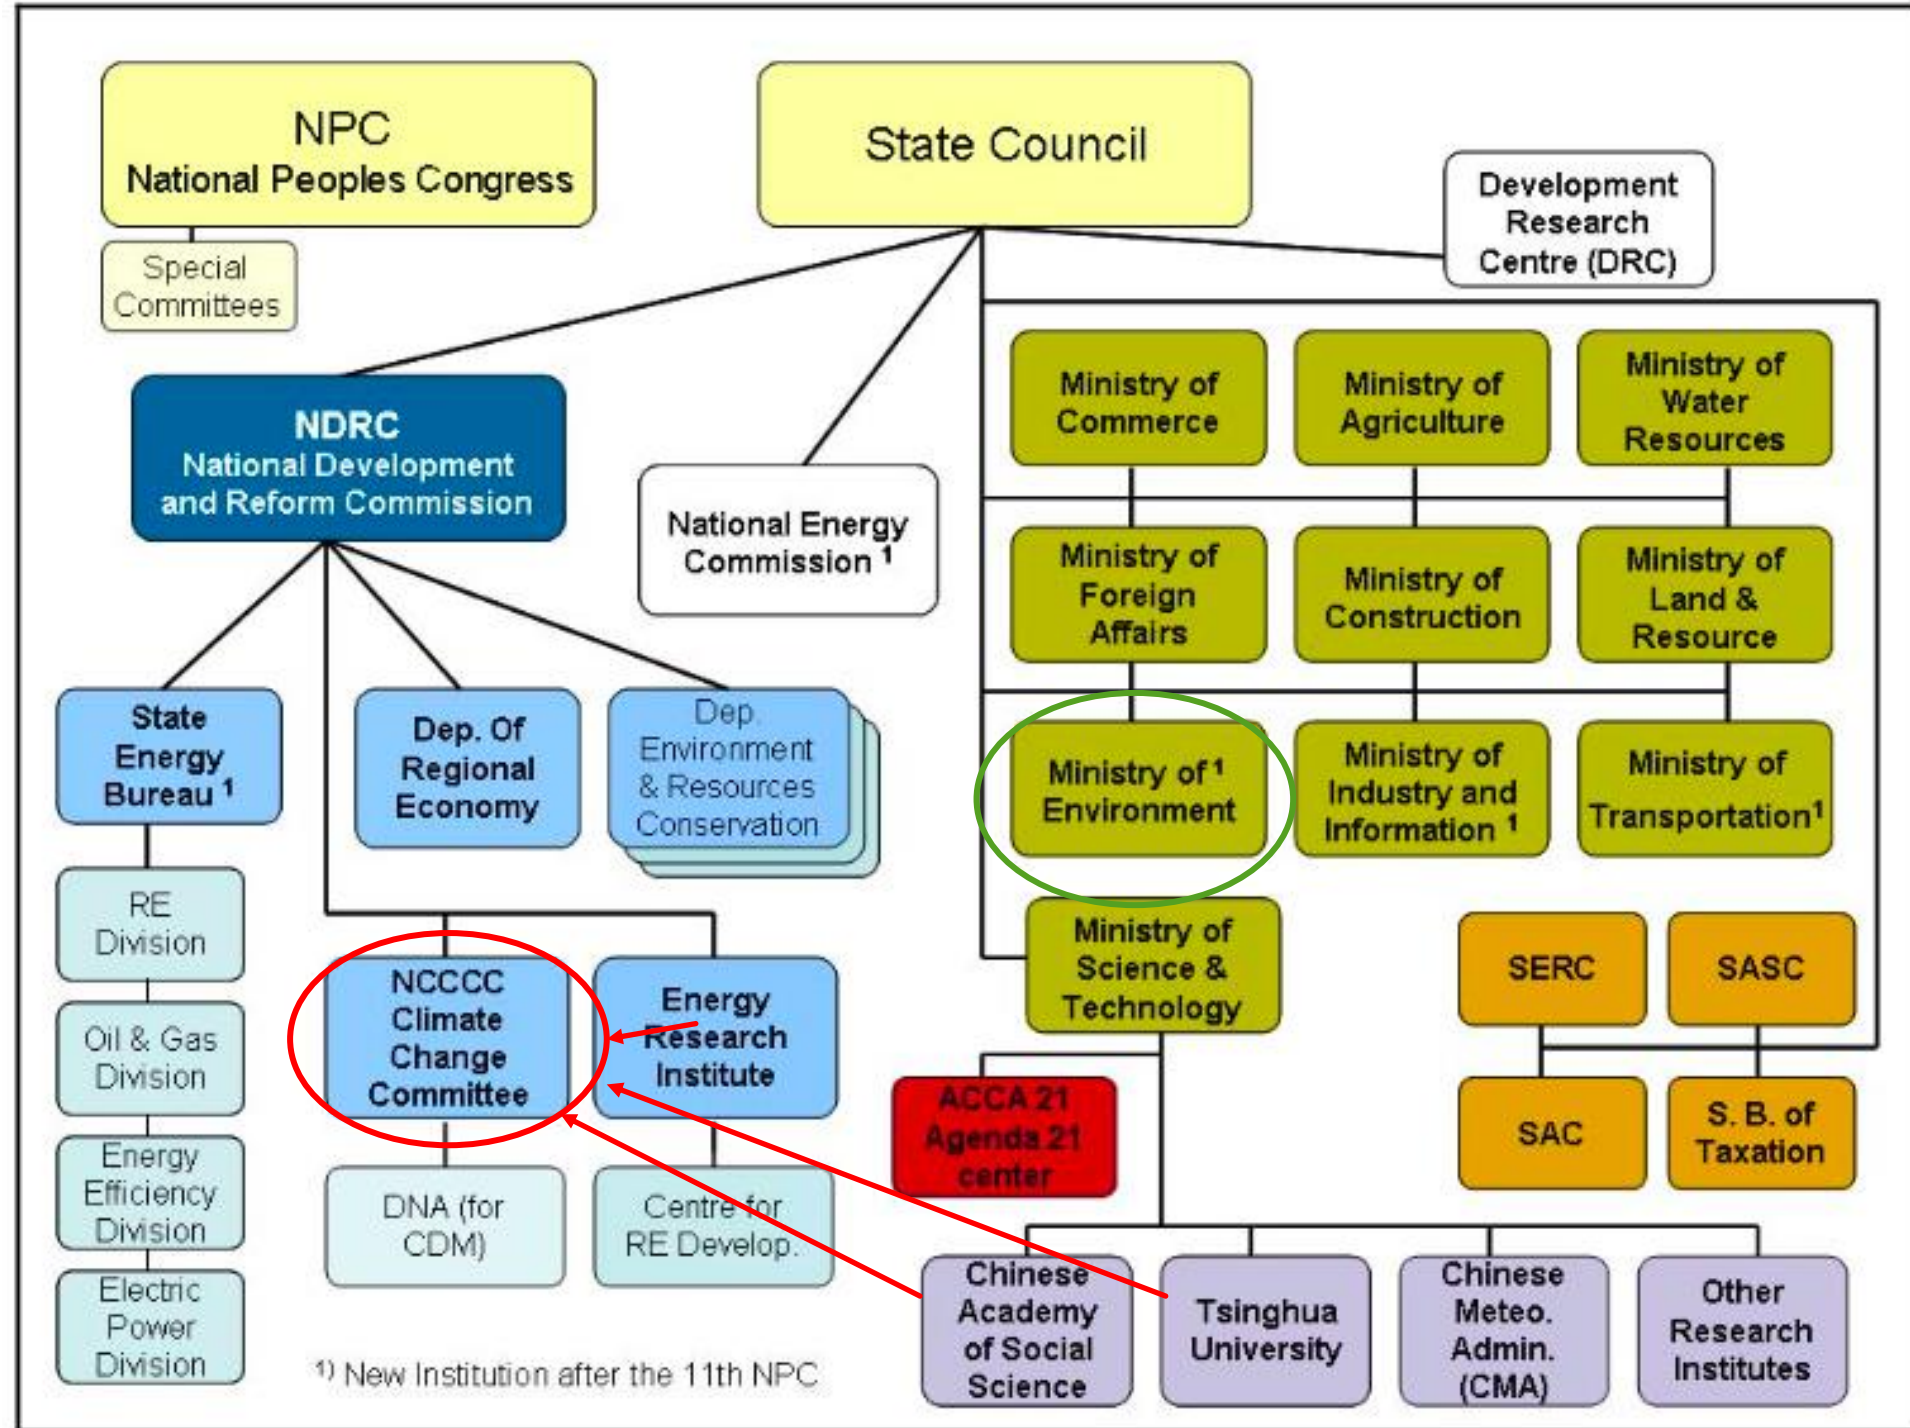 NPC
National Peoples Congress
State Council
Development
Research
Centre (DRC)
Special
Committees
NDRC
National Development
and Reform Commission
National Energy
Commission ¹
Ministry of
Commerce
Ministry of
Agriculture
Ministry of
Water
Resources
Ministry of
Foreign
Affairs
Ministry of
Construction
Ministry of
Land &
Resource
State
Energy
Bureau ¹
Dep. Of
Regional
Economy
Dep.
Environment
& Resources
Conservation
Ministry of ¹
Environment
Ministry of
Industry and
Information ¹
Ministry of
Transportation¹
RE
Division
Oil & Gas
Division
Energy
Efficiency
Division
Electric
Power
Division
NCCCC
Climate
Change
Committee
Energy
Research
Institute
DNA (for
CDM)
Centre for
RE Develop.
Ministry of
Science &
Technology
SERC
SASC
SAC
S. B. of
Taxation
ACCA 21
Agenda 21
center
Chinese
Academy
of Social
Science
Tsinghua
University
Chinese
Meteo.
Admin.
(CMA)
Other
Research
Institutes
¹⁾ New Institution after the 11th NPC